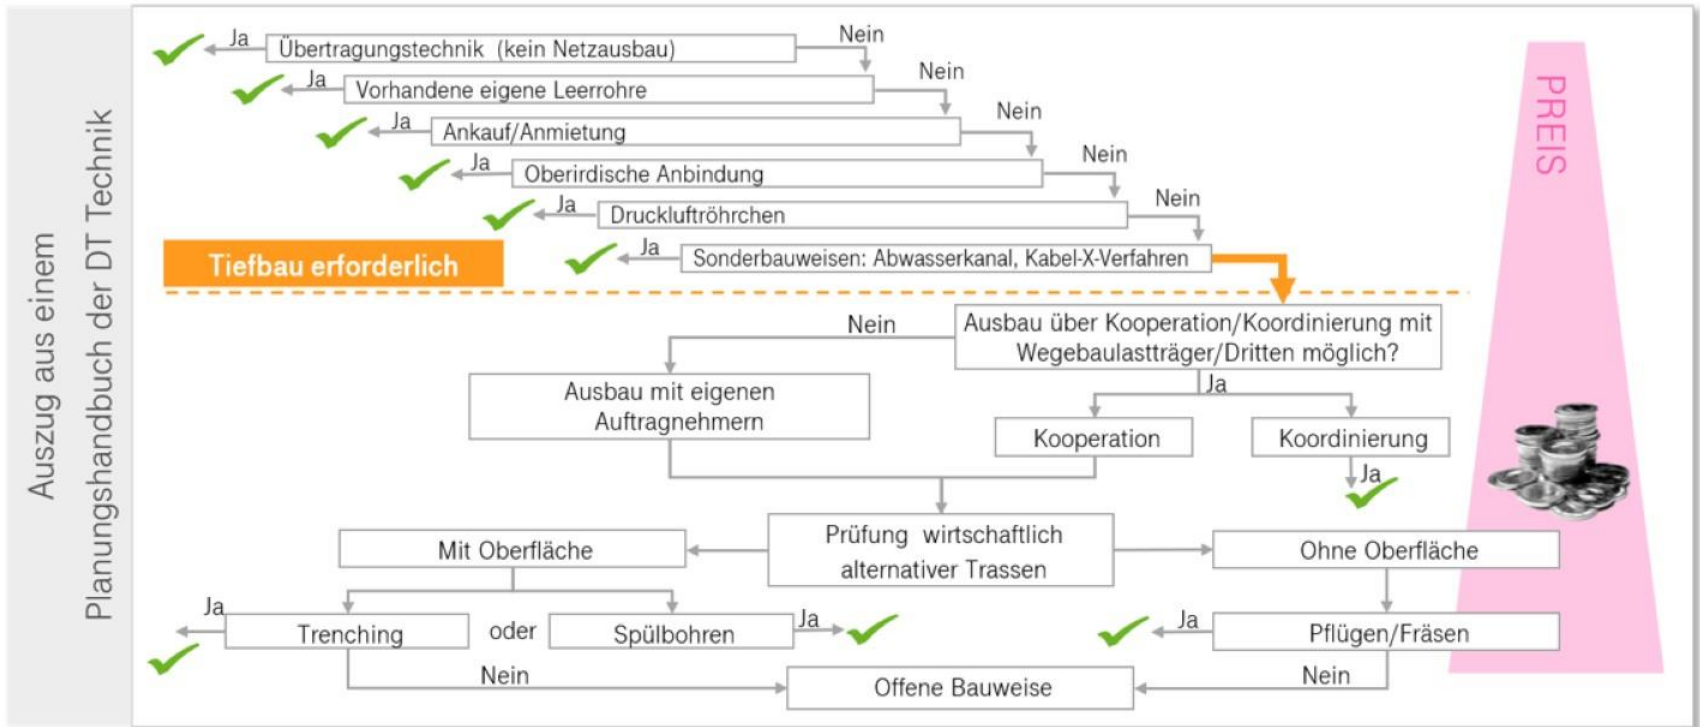 Auszug aus einem
Planungshandbuch der DT Technik
Ja
Übertragungstechnik (kein Netzausbau)
Nein
Ja
Vorhandene eigene Leerrohre
Nein
Ja
Ankauf/Anmietung
Nein
Ja
Oberirdische Anbindung
Nein
Ja
Druckluftröhrchen
Nein
Ja
Sonderbauweisen: Abwasserkanal, Kabel-X-Verfahren
Tiefbau erforderlich
PREIS
Ausbau über Kooperation/Koordinierung mit
Wegebaulastträger/Dritten möglich?
Nein
Ja
Ausbau mit eigenen
Auftragnehmern
Kooperation
Koordinierung
Ja
Prüfung wirtschaftlich
alternativer Trassen
Mit Oberfläche
Ohne Oberfläche
Ja
Trenching
oder
Spülbohren
Ja
Ja
Pflügen/Fräsen
Nein
Offene Bauweise
Nein